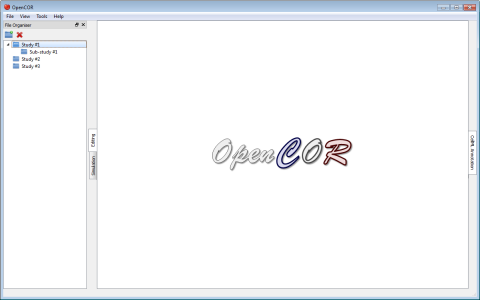 OpenCOR
File View Tools Help
File Organiser
Study #1
Sub-study #1
Study #2
Study #3
Editing
Simulation
OpenCOR
CellML Annotation